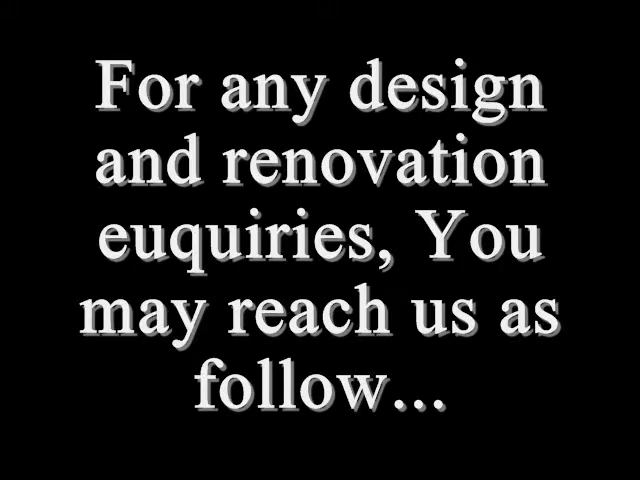 For any design
and renovation
euquiries, You
may reach us as
follow...